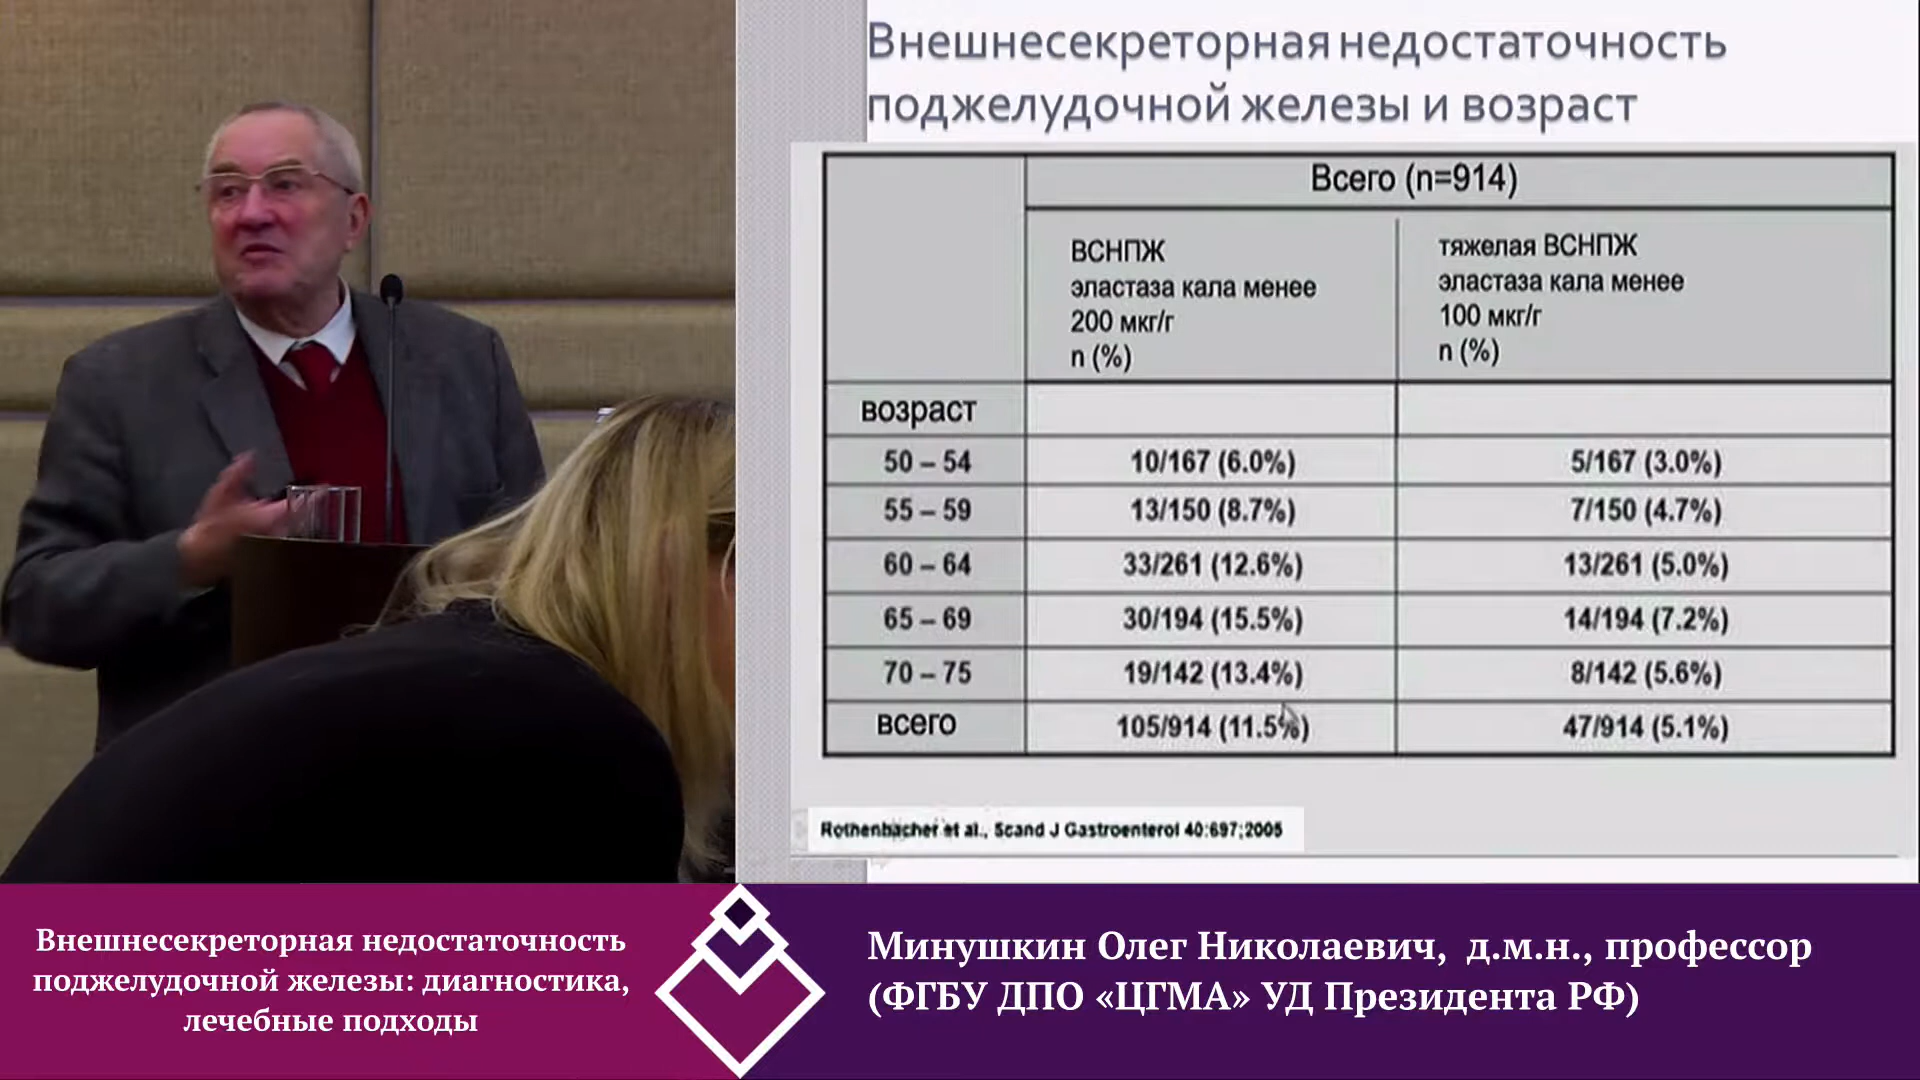 Внешнесекреторная недостаточность
поджелудочной железы и возраст
Всего (n=914)
ВСНПЖ
эластаза кала менее
200 мкг/г
n (%)
тяжелая ВСНПЖ
эластаза кала менее
100 мкг/г
n (%)
возраст
50 – 54 10/167 (6.0%) 5/167 (3.0%)
55 – 59 13/150 (8.7%) 7/150 (4.7%)
60 – 64 33/261 (12.6%) 13/261 (5.0%)
65 – 69 30/194 (15.5%) 14/194 (7.2%)
70 – 75 19/142 (13.4%) 8/142 (5.6%)
всего 105/914 (11.5%) 47/914 (5.1%)
Rothenbacher et al., Scand J Gastroenterol 40:697;2005
Внешнесекреторная недостаточность
поджелудочной железы: диагностика,
лечебные подходы
Минушкин Олег Николаевич, д.м.н., профессор
(ФГБУ ДПО «ЦГМА» УД Президента РФ)